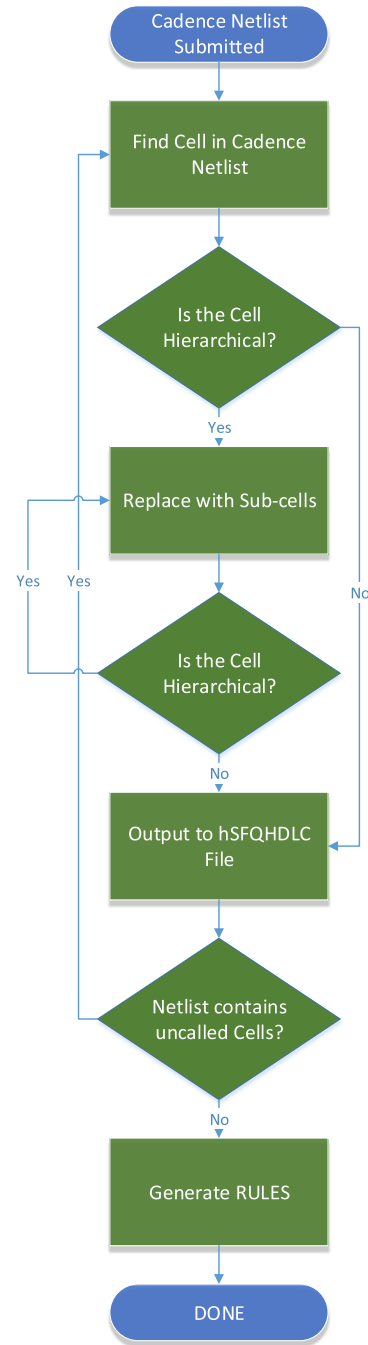 Cadence Netlist
Submitted
Find Cell in Cadence
Netlist
Is the Cell
Hierarchical?
Yes
Replace with Sub-cells
Yes
Yes
No
Is the Cell
Hierarchical?
No
Output to hSFQHDLC
File
Netlist contains
uncalled Cells?
No
Generate RULES
DONE